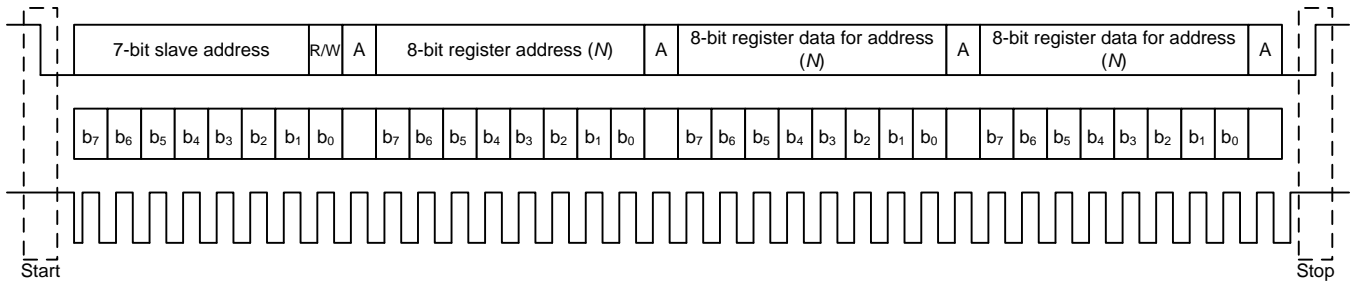 7-bit slave address R/W A 8-bit register address (N) A 8-bit register data for address (N) A 8-bit register data for address (N) A
b7 b6 b5 b4 b3 b2 b1 b0 b7 b6 b5 b4 b3 b2 b1 b0 b7 b6 b5 b4 b3 b2 b1 b0 b7 b6 b5 b4 b3 b2 b1 b0
Start Stop